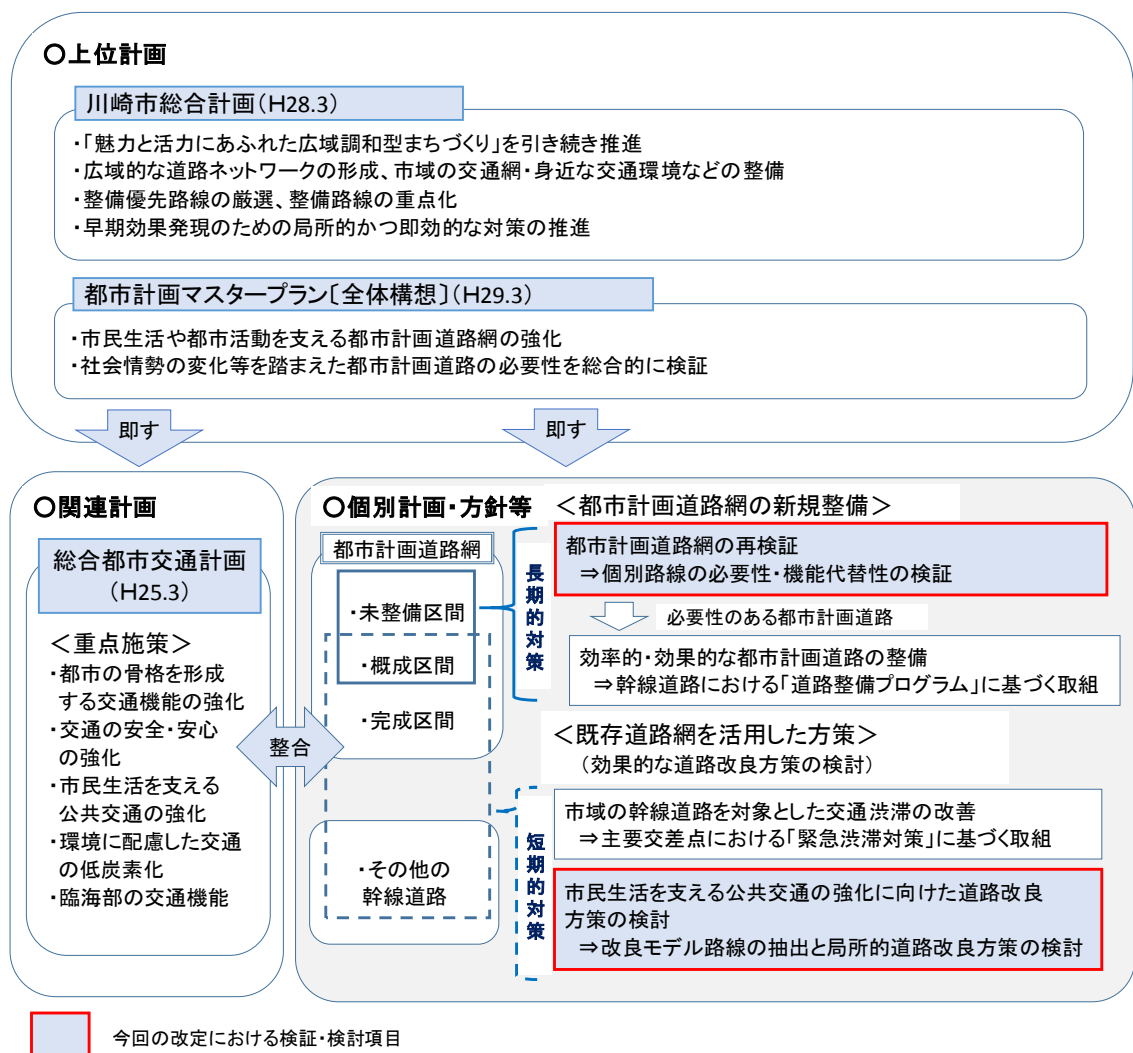 〇上位計画
川崎市総合計画（H28.3）
・「魅力と活力にあふれた広域調和型まちづくり」を引き続き推進
・広域的な道路ネットワークの形成、市域の交通網・身近な交通環境などの整備
・整備優先路線の厳選、整備路線の重点化
・早期効果発現のための局所的かつ即効的な対策の推進
都市計画マスタープラン〔全体構想〕（H29.3）
・市民生活や都市活動を支える都市計画道路網の強化
・社会情勢の変化等を踏まえた都市計画道路の必要性を総合的に検証
即す
即す
〇関連計画
総合都市交通計画
（H25.3）
＜重点施策＞
・都市の骨格を形成
する交通機能の強化
・交通の安全・安心
の強化
・市民生活を支える
公共交通の強化
・環境に配慮した交通
の低炭素化
・臨海部の交通機能
整合
〇個別計画・方針等
都市計画道路網
・未整備区間
・概成区間
・完成区間
・その他の
幹線道路
長期的対策
＜都市計画道路網の新規整備＞
都市計画道路網の再検証
⇒個別路線の必要性・機能代替性の検証
必要性のある都市計画道路
効率的・効果的な都市計画道路の整備
⇒幹線道路における「道路整備プログラム」に基づく取組
短期的対策
＜既存道路網を活用した方策＞
（効果的な道路改良方策の検討）
市域の幹線道路を対象とした交通渋滞の改善
⇒主要交差点における「緊急渋滞対策」に基づく取組
市民生活を支える公共交通の強化に向けた道路改良
方策の検討
⇒改良モデル路線の抽出と局所的道路改良方策の検討
今回の改定における検証・検討項目